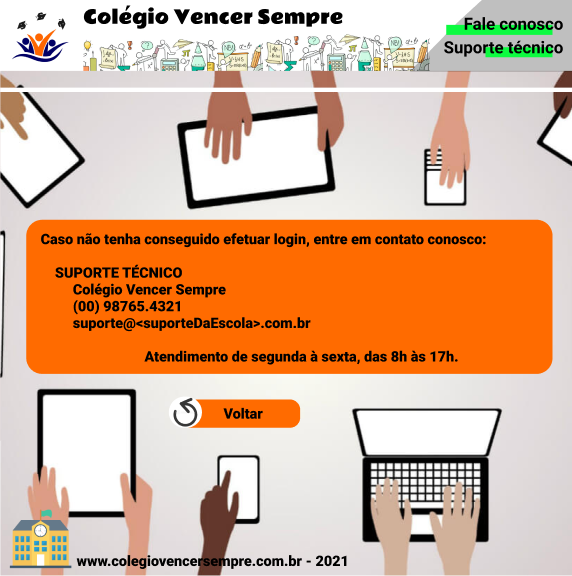 Colégio Vencer Sempre
Fale conosco
Suporte técnico
Caso não tenha conseguido efetuar login, entre em contato conosco:
SUPORTE TÉCNICO
Colégio Vencer Sempre
(00) 98765.4321
suporte@<suporteDaEscola>.com.br
Atendimento de segunda à sexta, das 8h às 17h.
Voltar
www.colegiovencersempre.com.br - 2021